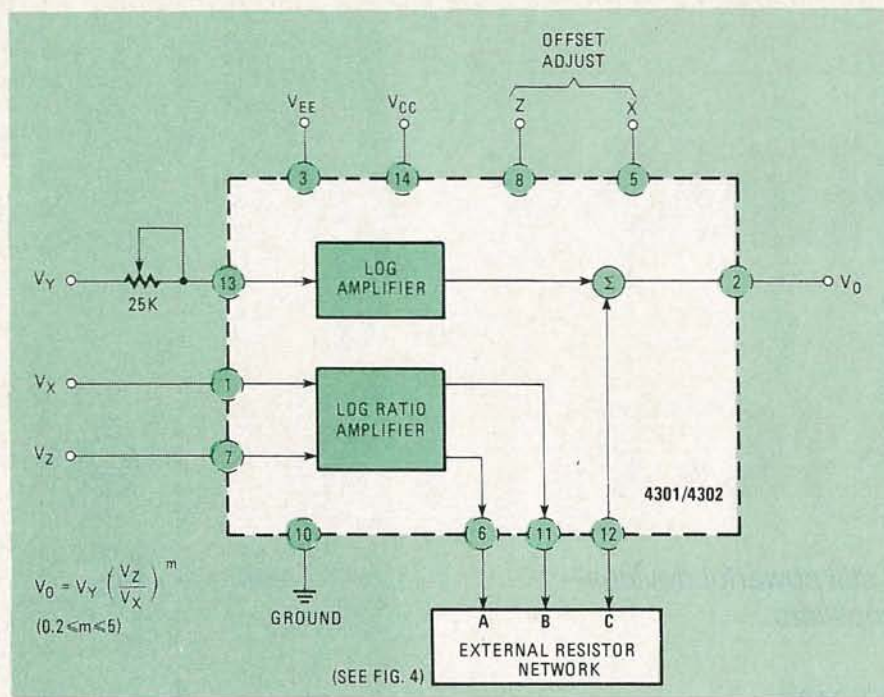 OFFSET
ADJUST
VEE
VCC
Z
X
3
14
8
5
VY
25K
13
LOG
AMPLIFIER
Σ
2
VO
VX
1
LOG RATIO
AMPLIFIER
VZ
7
4301/4302
10
6
11
12
VO = VY (VZ/VX)^m
(0.2≤m≤5)
GROUND
A B C
EXTERNAL RESISTOR
NETWORK
(SEE FIG. 4)